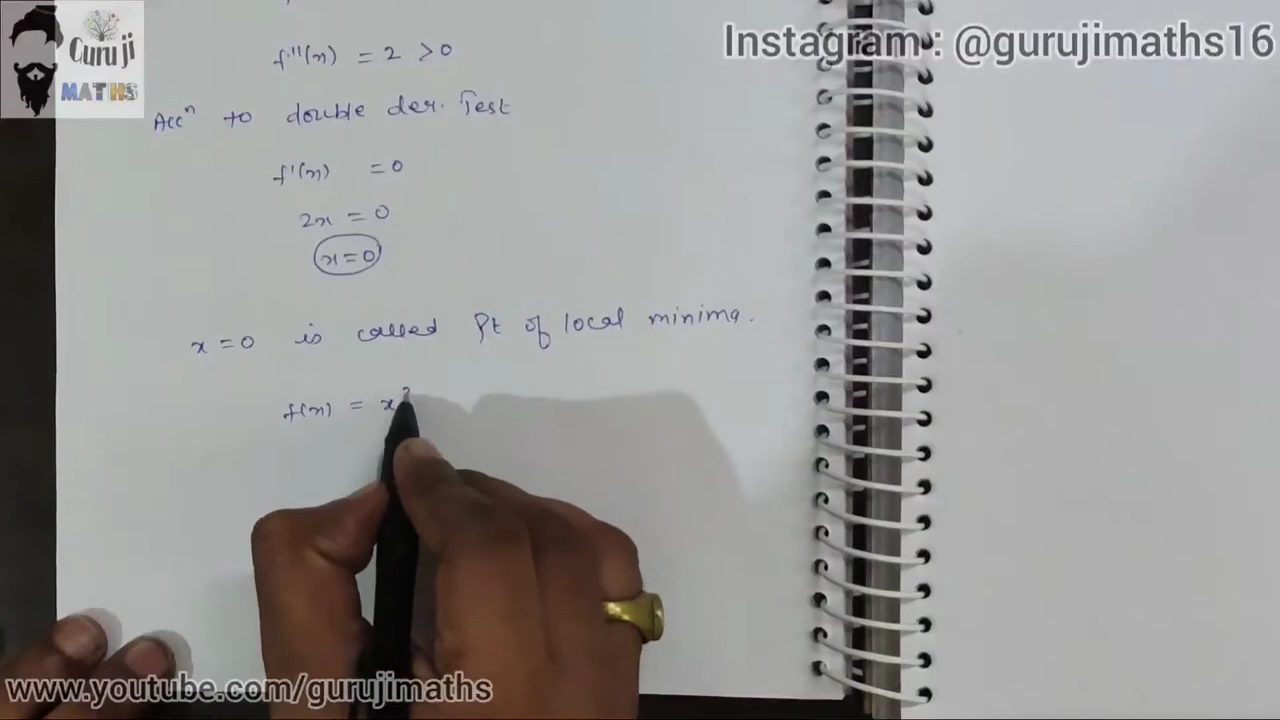 Guru ji
MATHS
Instagram : @gurujimaths16
f''(x) = 2 > 0
Accⁿ to double der. Test
f'(x) = 0
2x = 0
x = 0
x = 0 is called Pt of local minima.
f(x) = x²
www.youtube.com/gurujimaths